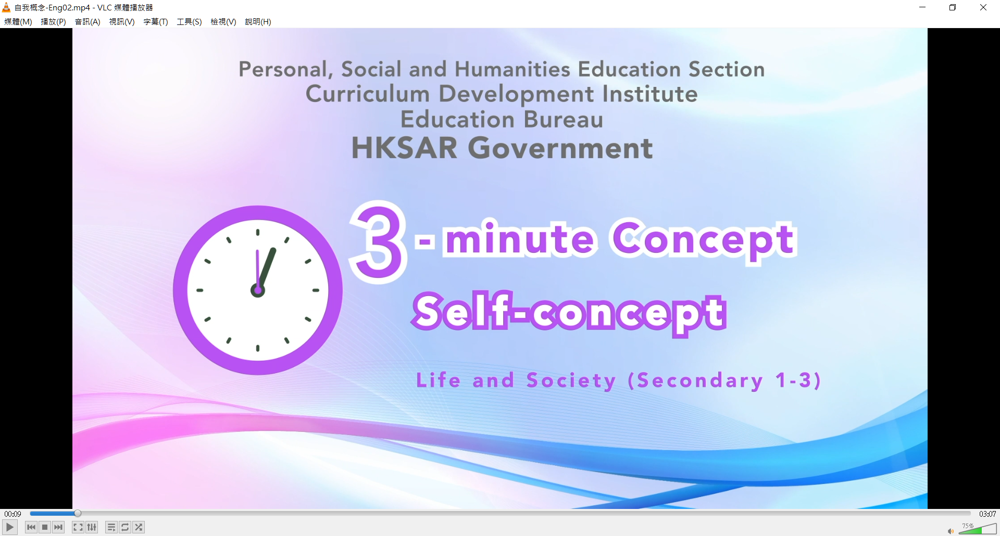 自我概念-Eng02.mp4 - VLC 媒體播放器
媒體(M) 播放(P) 音訊(A) 視訊(V) 字幕(T) 工具(S) 檢視(V) 說明(H)
Personal, Social and Humanities Education Section
Curriculum Development Institute
Education Bureau
HKSAR Government
3-minute Concept
Self-concept
Life and Society (Secondary 1-3)
00:09
03:07
75%